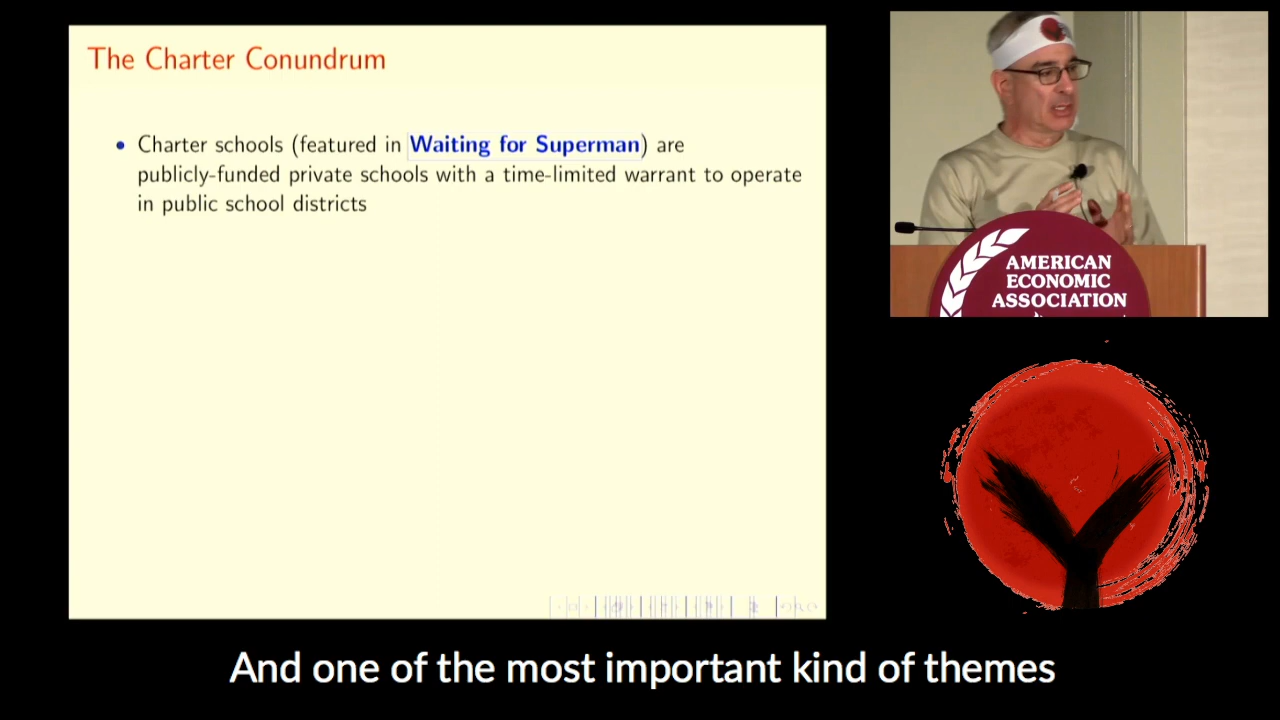 The Charter Conundrum
Charter schools (featured in Waiting for Superman) are
publicly-funded private schools with a time-limited warrant to operate
in public school districts
AMERICAN
ECONOMIC
ASSOCIATION
And one of the most important kind of themes